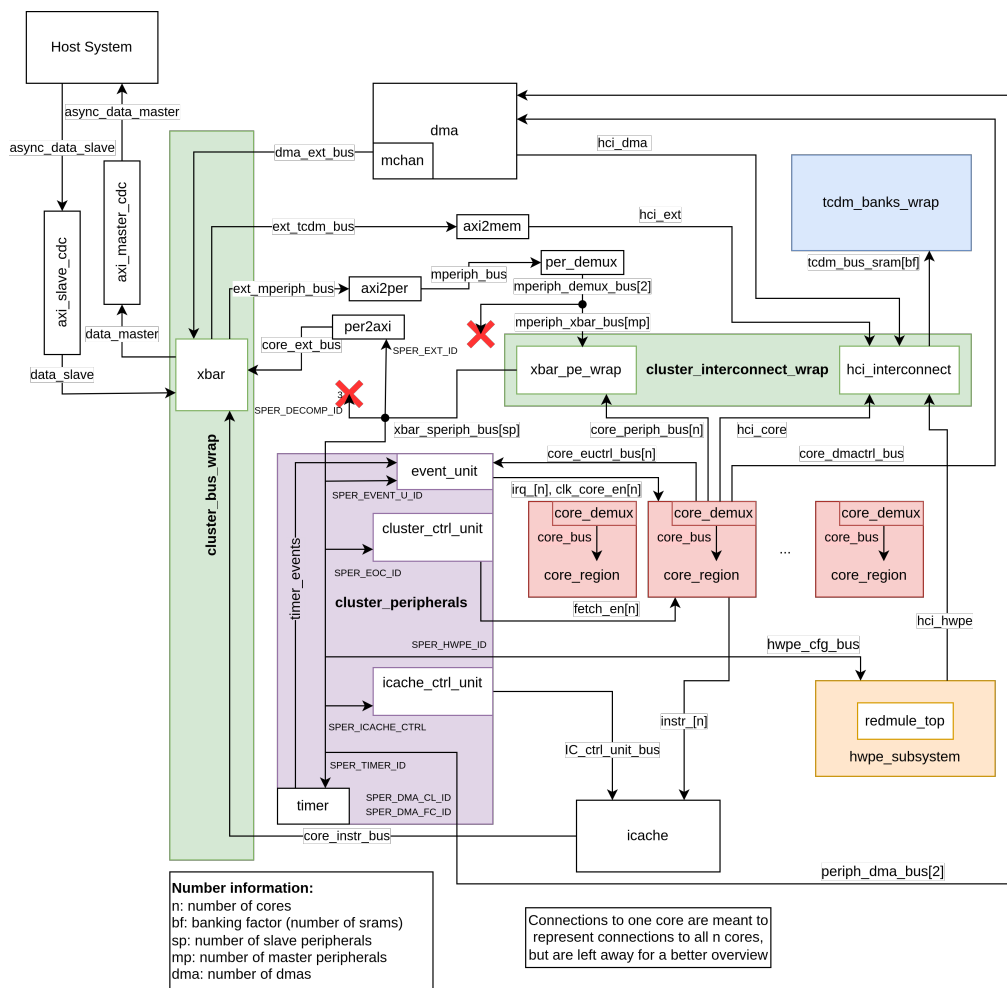 Host System
async_data_master
async_data_slave
axi_slave_cdc
axi_master_cdc
data_master
data_slave
dma
mchan
dma_ext_bus
hci_dma
tcdm_banks_wrap
tcdm_bus_sram[bf]
ext_tcdm_bus
axi2mem
hci_ext
per_demux
mperiph_bus
ext_mperiph_bus
axi2per
mperiph_demux_bus[2]
mperiph_xbar_bus[mp]
per2axi
core_ext_bus
SPER_EXT_ID
xbar
xbar_pe_wrap
cluster_interconnect_wrap
hci_interconnect
3
SPER_DECOMP_ID
xbar_speriph_bus[sp]
core_periph_bus[n]
hci_core
core_euctrl_bus[n]
core_dmactrl_bus
cluster_bus_wrap
event_unit
SPER_EVENT_U_ID
irq_[n], clk_core_en[n]
core_demux
core_bus
core_region
core_demux
core_bus
core_region
...
core_demux
core_bus
core_region
cluster_ctrl_unit
SPER_EOC_ID
timer_events
cluster_peripherals
fetch_en[n]
hci_hwpe
SPER_HWPE_ID
hwpe_cfg_bus
icache_ctrl_unit
SPER_ICACHE_CTRL
instr_[n]
IC_ctrl_unit_bus
redmule_top
hwpe_subsystem
SPER_TIMER_ID
timer
SPER_DMA_CL_ID
SPER_DMA_FC_ID
core_instr_bus
icache
periph_dma_bus[2]
Number information:
n: number of cores
bf: banking factor (number of srams)
sp: number of slave peripherals
mp: number of master peripherals
dma: number of dmas
Connections to one core are meant to
represent connections to all n cores,
but are left away for a better overview